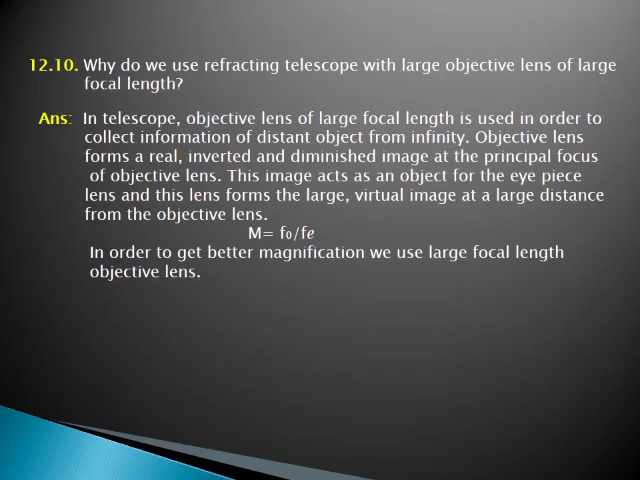 12.10. Why do we use refracting telescope with large objective lens of large
focal length?
Ans: In telescope, objective lens of large focal length is used in order to
collect information of distant object from infinity. Objective lens
forms a real, inverted and diminished image at the principal focus
of objective lens. This image acts as an object for the eye piece
lens and this lens forms the large, virtual image at a large distance
from the objective lens.
M= f₀/fe
In order to get better magnification we use large focal length
objective lens.